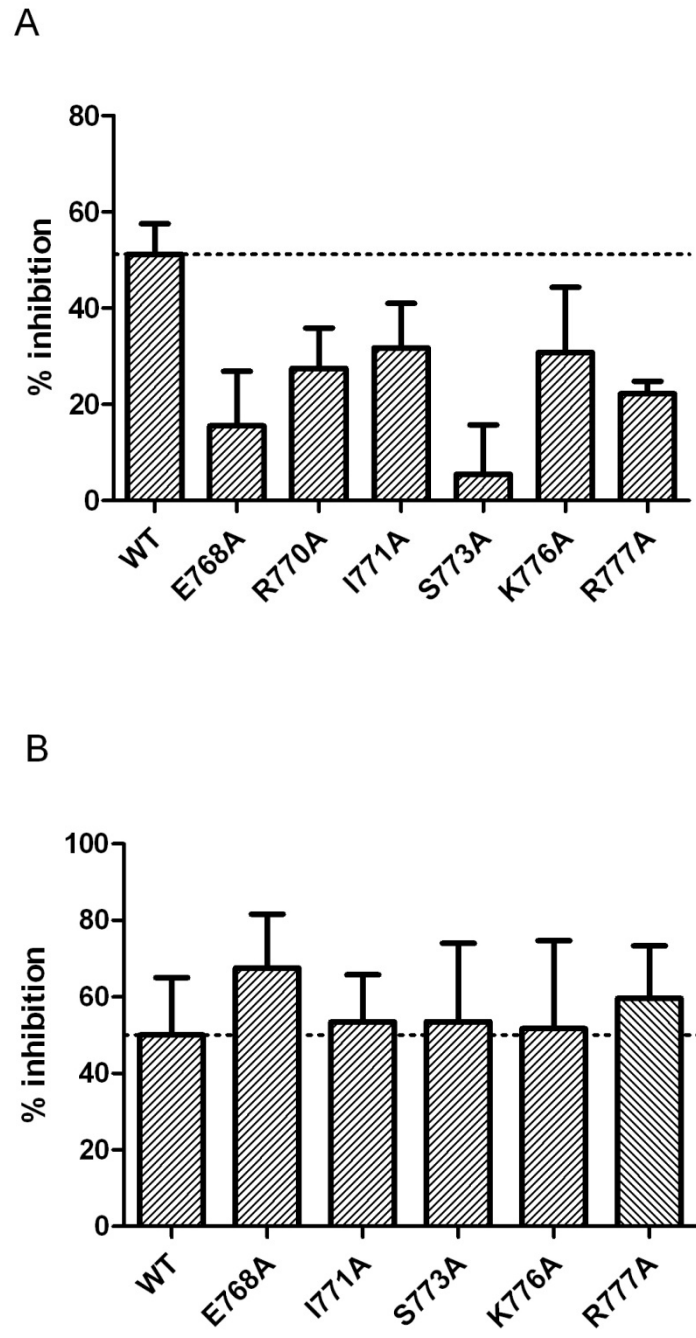 A
% inhibition
80
60
40
20
0
WT
E768A
R770A
I771A
S773A
K776A
R777A
B
% inhibition
100
80
60
40
20
0
WT
E768A
I771A
S773A
K776A
R777A